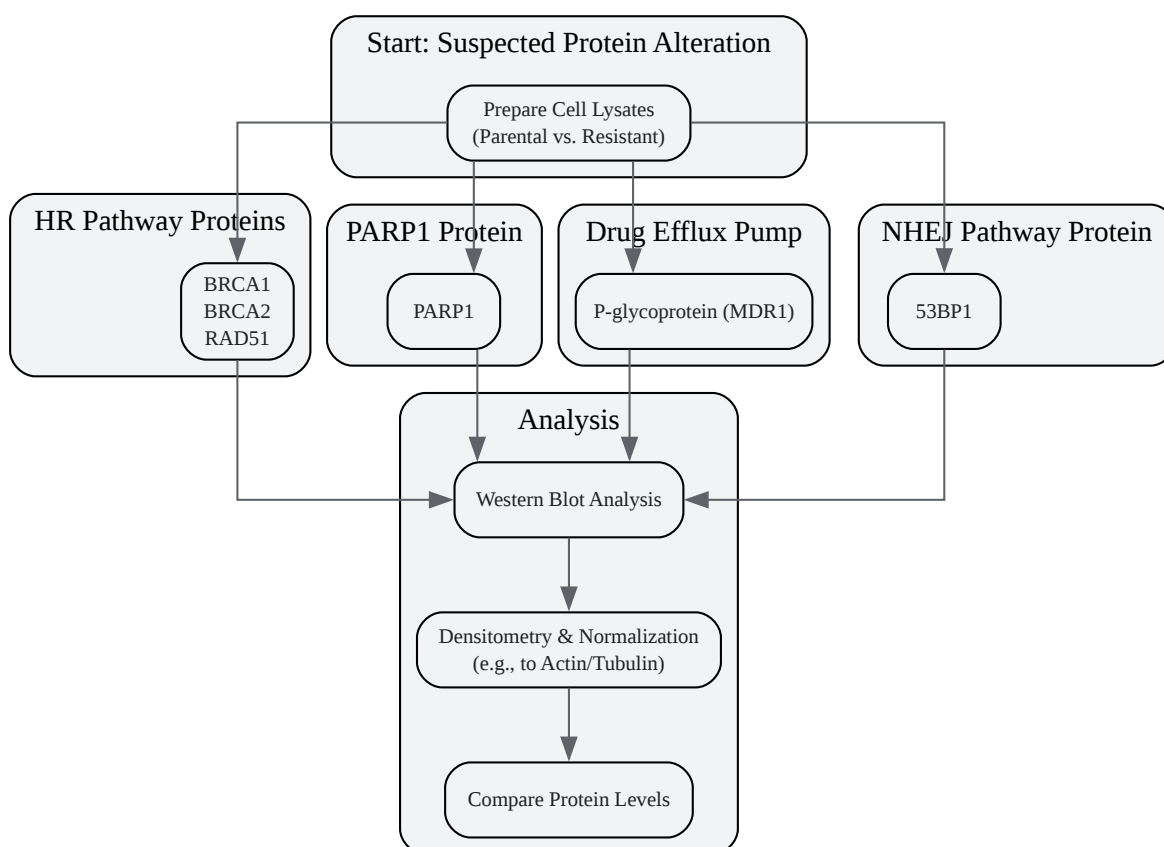 Start: Suspected Protein Alteration
Prepare Cell Lysates
(Parental vs. Resistant)
HR Pathway Proteins
BRCA1
BRCA2
RAD51
PARP1 Protein
PARP1
Drug Efflux Pump
P-glycoprotein (MDR1)
NHEJ Pathway Protein
53BP1
Analysis
Western Blot Analysis
Densitometry & Normalization
(e.g., to Actin/Tubulin)
Compare Protein Levels